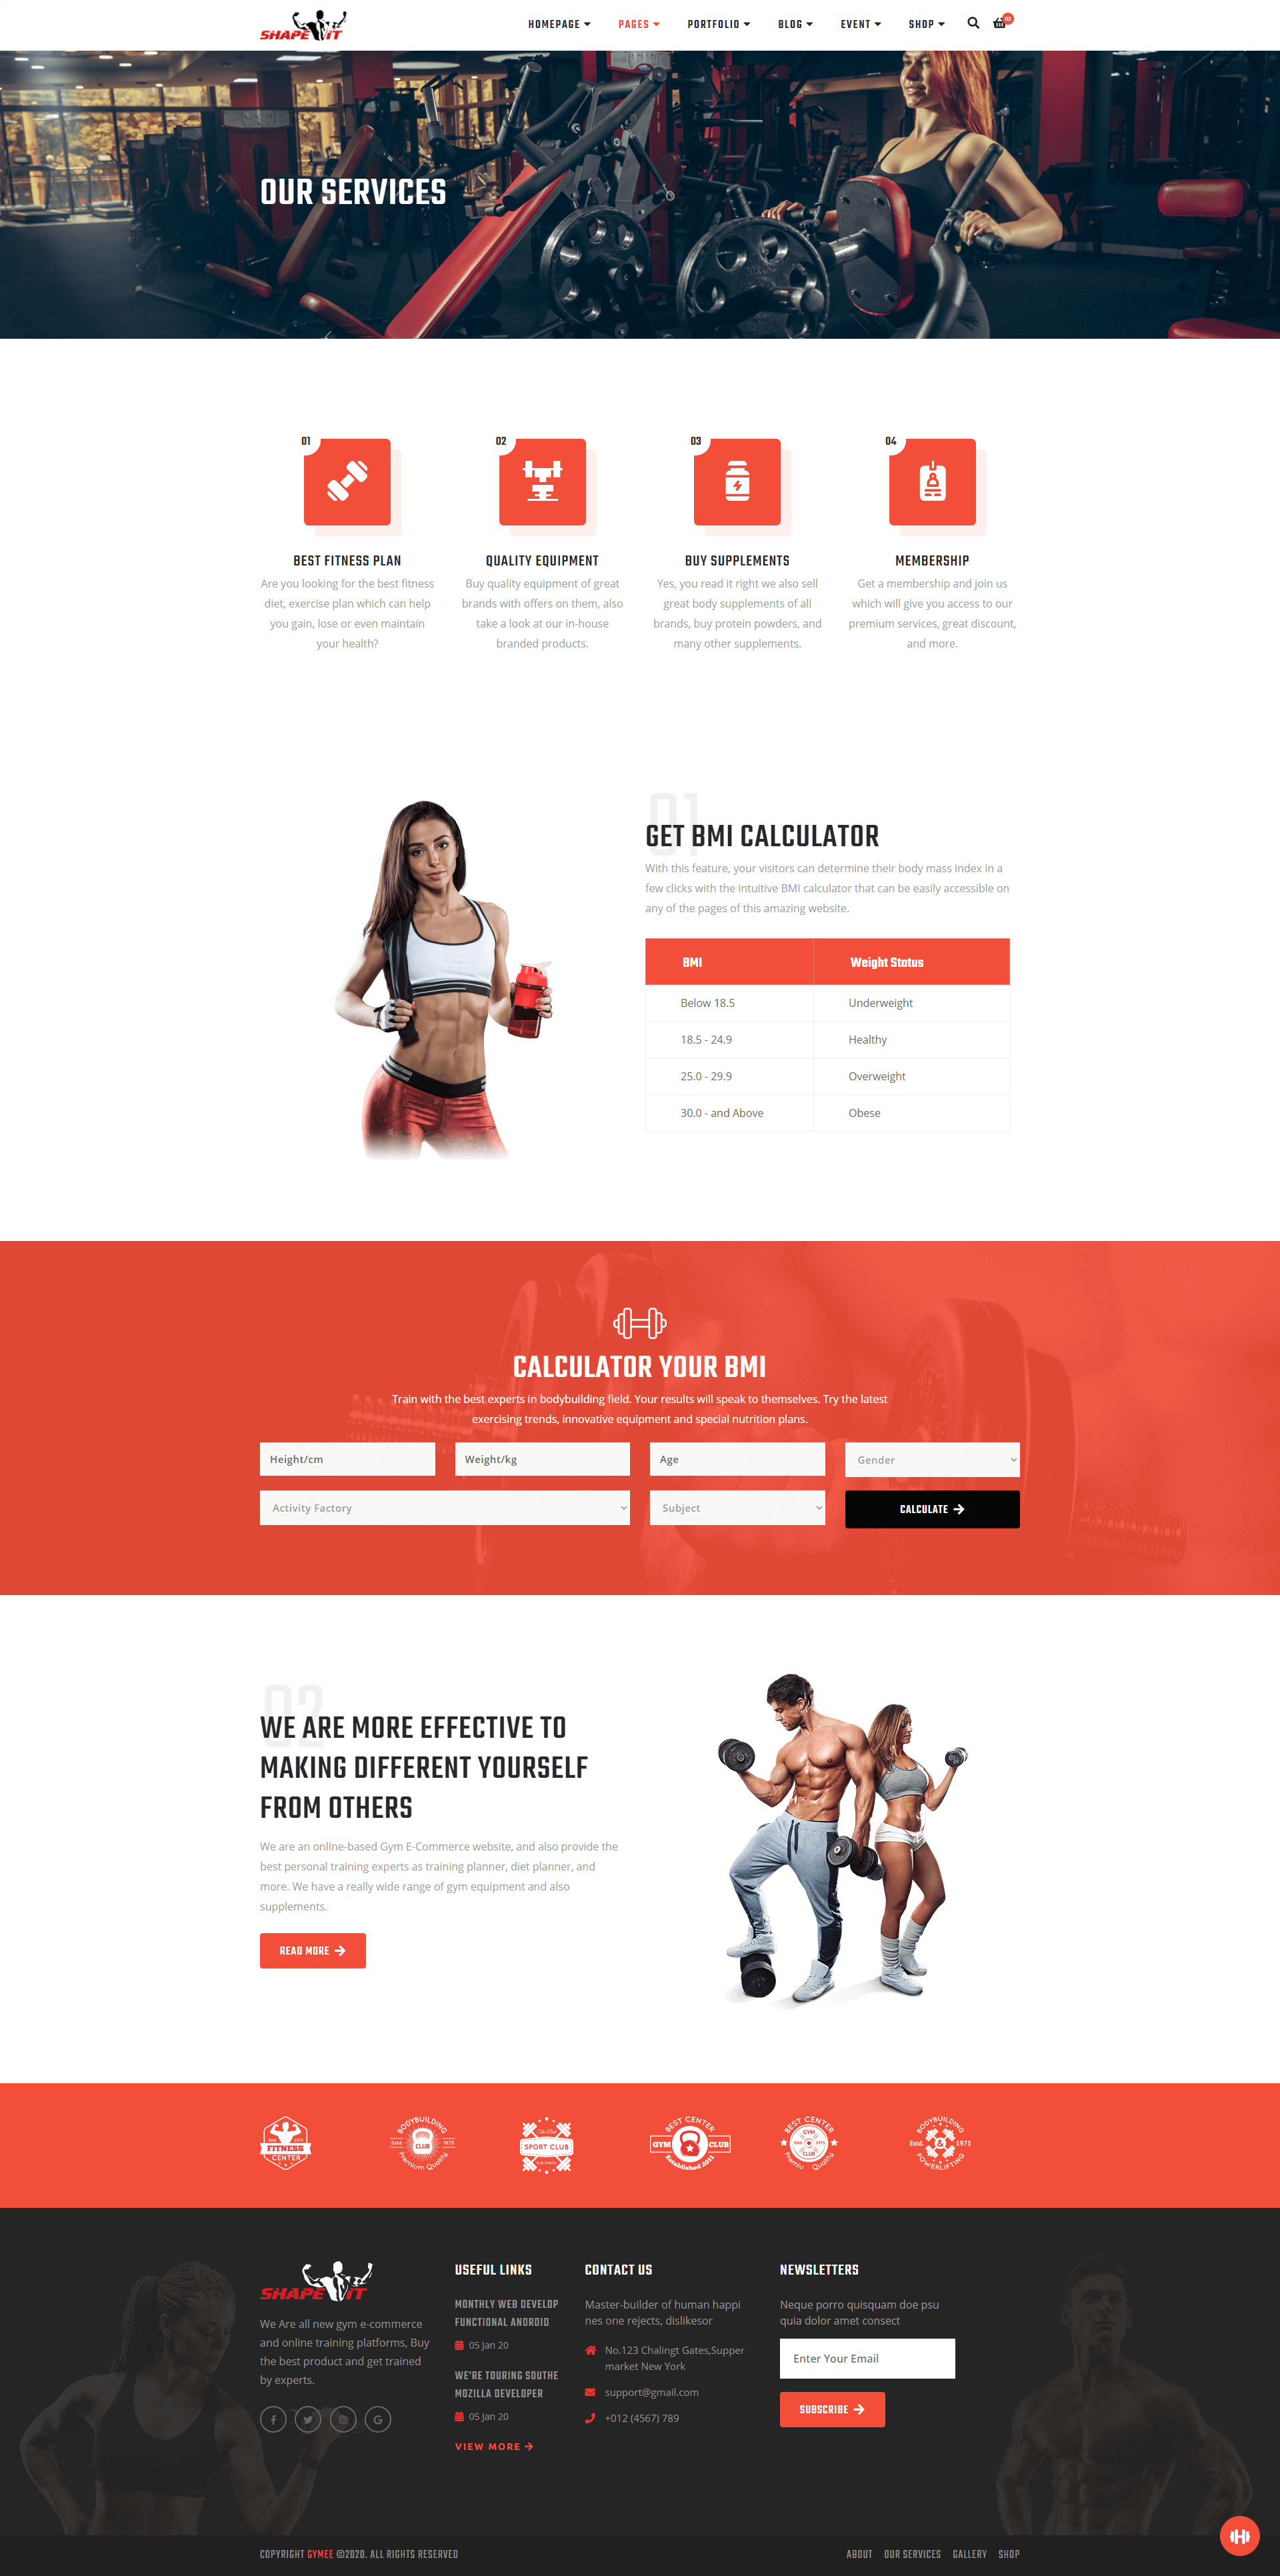 SHAPE IT
HOMEPAGE PAGES PORTFOLIO BLOG EVENT SHOP 03
OUR SERVICES
01
BEST FITNESS PLAN
Are you looking for the best fitness
diet, exercise plan which can help
you gain, lose or even maintain
your health?
02
QUALITY EQUIPMENT
Buy quality equipment of great
brands with offers on them, also
take a look at our in-house
branded products.
03
BUY SUPPLEMENTS
Yes, you read it right we also sell
great body supplements of all
brands, buy protein powders, and
many other supplements.
04
MEMBERSHIP
Get a membership and join us
which will give you access to our
premium services, great discount,
and more.
01
GET BMI CALCULATOR
With this feature, your visitors can determine their body mass index in a
few clicks with the intuitive BMI calculator that can be easily accessible on
any of the pages of this amazing website.
BMI Weight Status
Below 18.5 Underweight
18.5 - 24.9 Healthy
25.0 - 29.9 Overweight
30.0 - and Above Obese
CALCULATOR YOUR BMI
Train with the best experts in bodybuilding field. Your results will speak to themselves. Try the latest
exercising trends, innovative equipment and special nutrition plans.
Height/cm Weight/kg Age Gender
Activity Factory Subject CALCULATE
02
WE ARE MORE EFFECTIVE TO
MAKING DIFFERENT YOURSELF
FROM OTHERS
We are an online-based Gym E-Commerce website, and also provide the
best personal training experts as training planner, diet planner, and
more. We have a really wide range of gym equipment and also
supplements.
READ MORE
Estd. 1975
FITNESS
CENTER
BODYBUILDING
Estd. CLUB 1975
Premium Quality
The Best
SPORT CLUB
BEST CENTER
GYM CLUB
Established 2011
BEST CENTER
GYM
Estd. 1975
CLUB
Premiu Quality
BODYBUILDING
Estd. & 1975
POWERLIFTING
SHAPE IT
We Are all new gym e-commerce
and online training platforms, Buy
the best product and get trained
by experts.
USEFUL LINKS
MONTHLY WEB DEVELOP
FUNCTIONAL ANDROID
05 Jan 20
WE'RE TOURING SOUTHE
MOZILLA DEVELOPER
05 Jan 20
VIEW MORE
CONTACT US
Master-builder of human happi
nes one rejects, dislikesor
No.123 Chalingt Gates,Supper
market New York
support@gmail.com
+012 (4567) 789
NEWSLETTERS
Neque porro quisquam doe psu
quia dolor amet consect
Enter Your Email
SUBSCRIBE
COPYRIGHT GYMEE ©2020. ALL RIGHTS RESERVED
ABOUT OUR SERVICES GALLERY SHOP